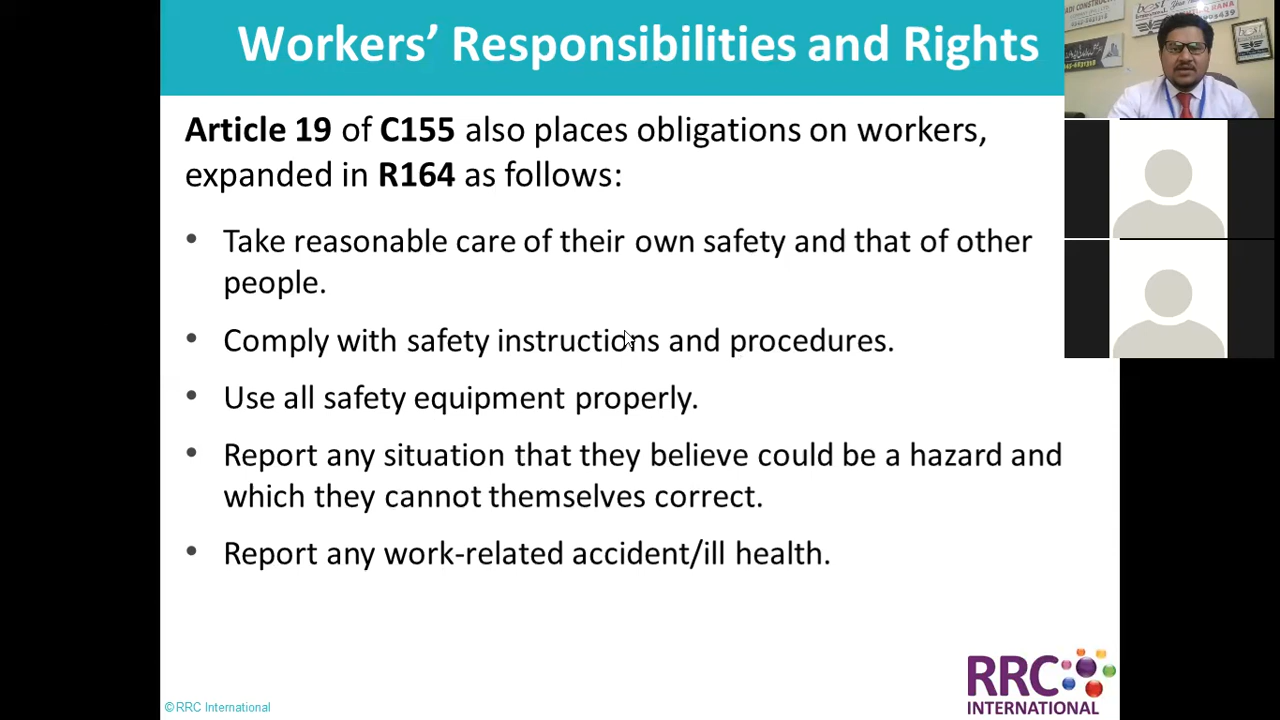 Workers' Responsibilities and Rights
Article 19 of C155 also places obligations on workers,
expanded in R164 as follows:
• Take reasonable care of their own safety and that of other
people.
• Comply with safety instructions and procedures.
• Use all safety equipment properly.
• Report any situation that they believe could be a hazard and
which they cannot themselves correct.
• Report any work-related accident/ill health.
RRC
INTERNATIONAL
© RRC International
best
best